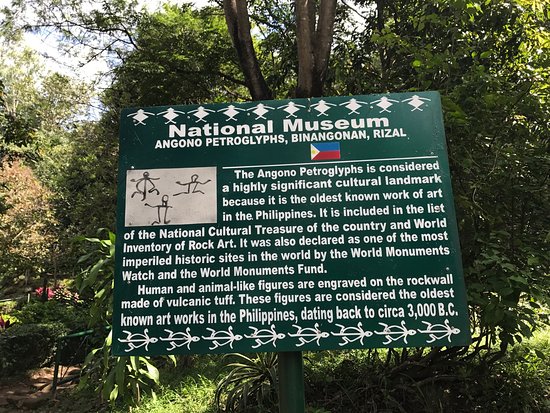 National Museum
ANGONO PETROGLYPHS, BINANGONAN, RIZAL
The Angono Petroglyphs is considered
a highly significant cultural landmark
because it is the oldest known work of art
in the Philippines. It is included in the list
of the National Cultural Treasure of the country and World
Inventory of Rock Art. It was also declared as one of the most
imperiled historic sites in the world by the World Monuments
Watch and the World Monuments Fund.
Human and animal-like figures are engraved on the rockwall
made of vulcanic tuff. These figures are considered the oldest
known art works in the Philippines, dating back to circa 3,000 B.C.